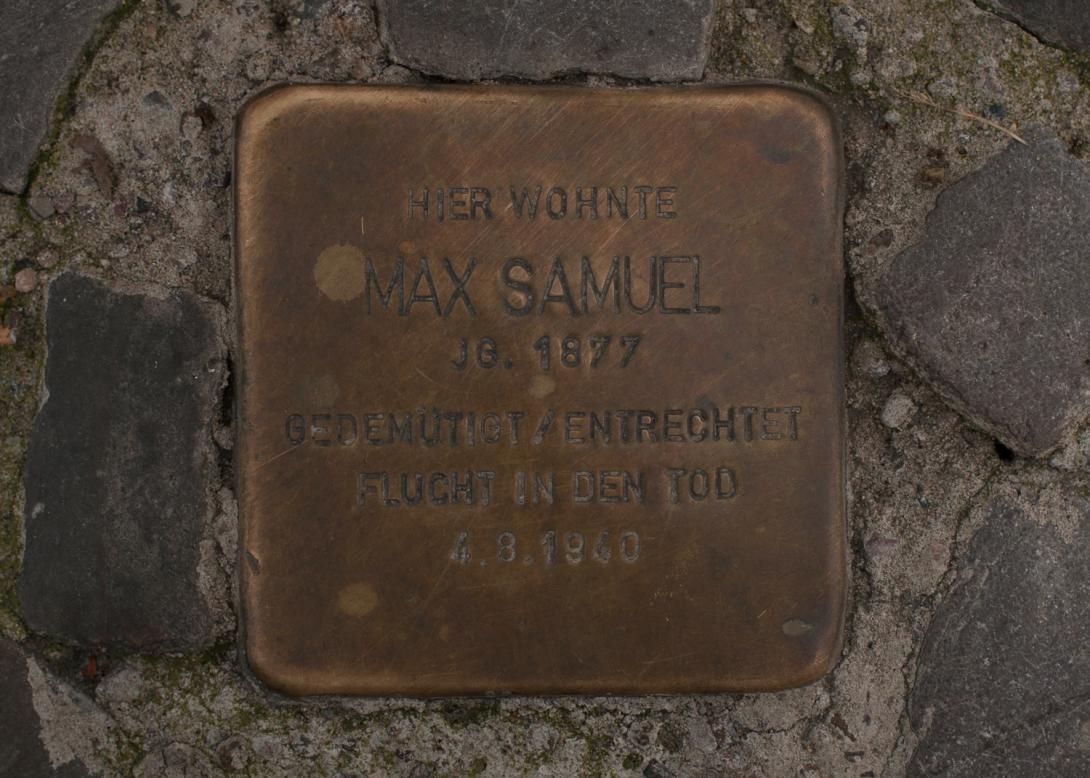 HIER WOHNTE
MAX SAMUEL
JG. 1877
GEDEMÜTIGT/ENTRECHTET
FLUCHT IN DEN TOD
4.8.1940